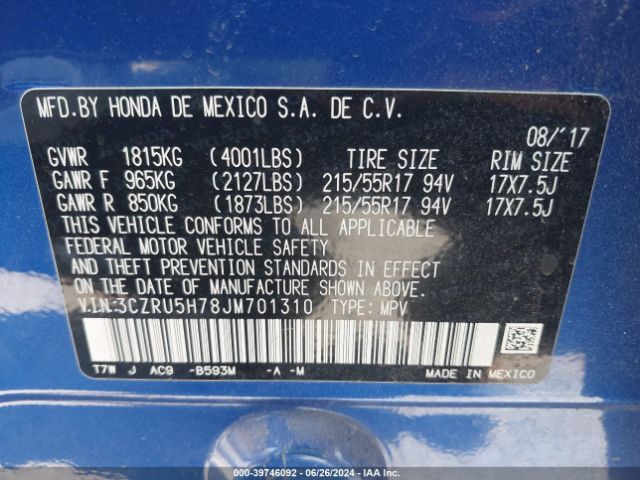 MFD.BY HONDA DE MEXICO S.A. DE C.V.
08/'17
GVWR 1815KG (4001LBS) TIRE SIZE RIM SIZE
GAWR F 965KG (2127LBS) 215/55R17 94V 17X7.5J
GAWR R 850KG (1873LBS) 215/55R17 94V 17X7.5J
THIS VEHICLE CONFORMS TO ALL APPLICABLE
FEDERAL MOTOR VEHICLE SAFETY
AND THEFT PREVENTION STANDARDS IN EFFECT
ON THE DATE OF MANUFACTURE SHOWN ABOVE.
V.I.N:3CZRU5H78JM701310 TYPE: MPV
T7W J AC9 -B593M -A -M MADE IN MEXICO
000-39746092 / 06/26/2024 / IAA Inc.